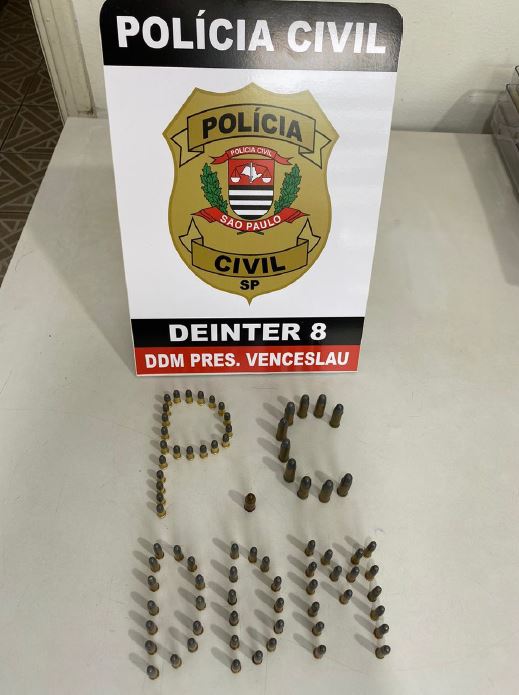 POLÍCIA CIVIL
POLÍCIA
POLÍCIA CIVIL
SÃO PAULO
CIVIL
SP
DEINTER 8
DDM PRES. VENCESLAU
P.C
DDM